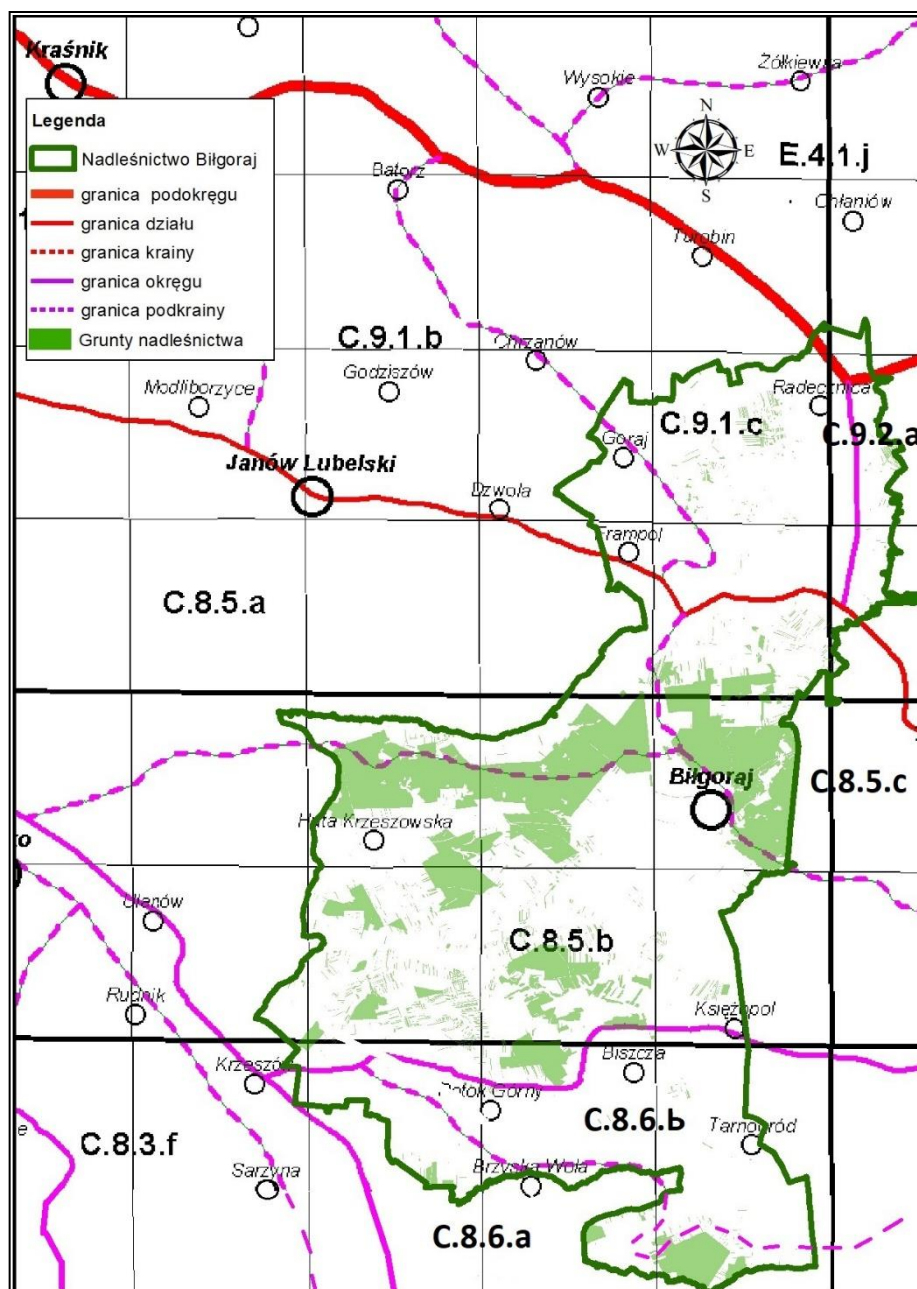 Kraśnik
Wysokie
Żółkiewka
Legenda
Nadleśnictwo Biłgoraj
granica podokręgu
granica działu
granica krainy
granica okręgu
granica podkrainy
Grunty nadleśnictwa
N
W
E
S
E.4.1.j
Batorz
Chłaniów
Turobin
C.9.1.b
Chrzanów
Godziszów
Modliborzyce
Radecznica
C.9.1.c
C.9.2.a
Goraj
Janów Lubelski
Dzwola
Frampol
C.8.5.a
Biłgoraj
C.8.5.c
Huta Krzeszowska
ko
Ulanów
C.8.5.b
Rudnik
Księżpol
Biszcza
Krzeszów
Potok Górny
C.8.6.b
Tarnogród
C.8.3.f
Sarzyna
Brzyska Wola
C.8.6.a